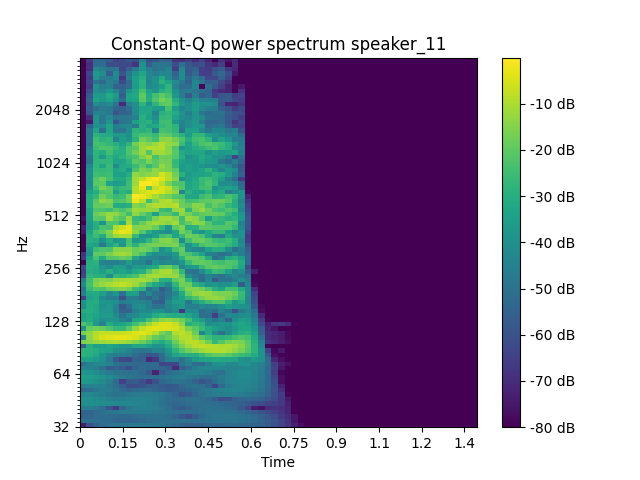 Constant-Q power spectrum speaker_11
Hz
2048
1024
512
256
128
64
32
0 0.15 0.3 0.45 0.6 0.75 0.9 1.1 1.2 1.4
Time
-10 dB
-20 dB
-30 dB
-40 dB
-50 dB
-60 dB
-70 dB
-80 dB